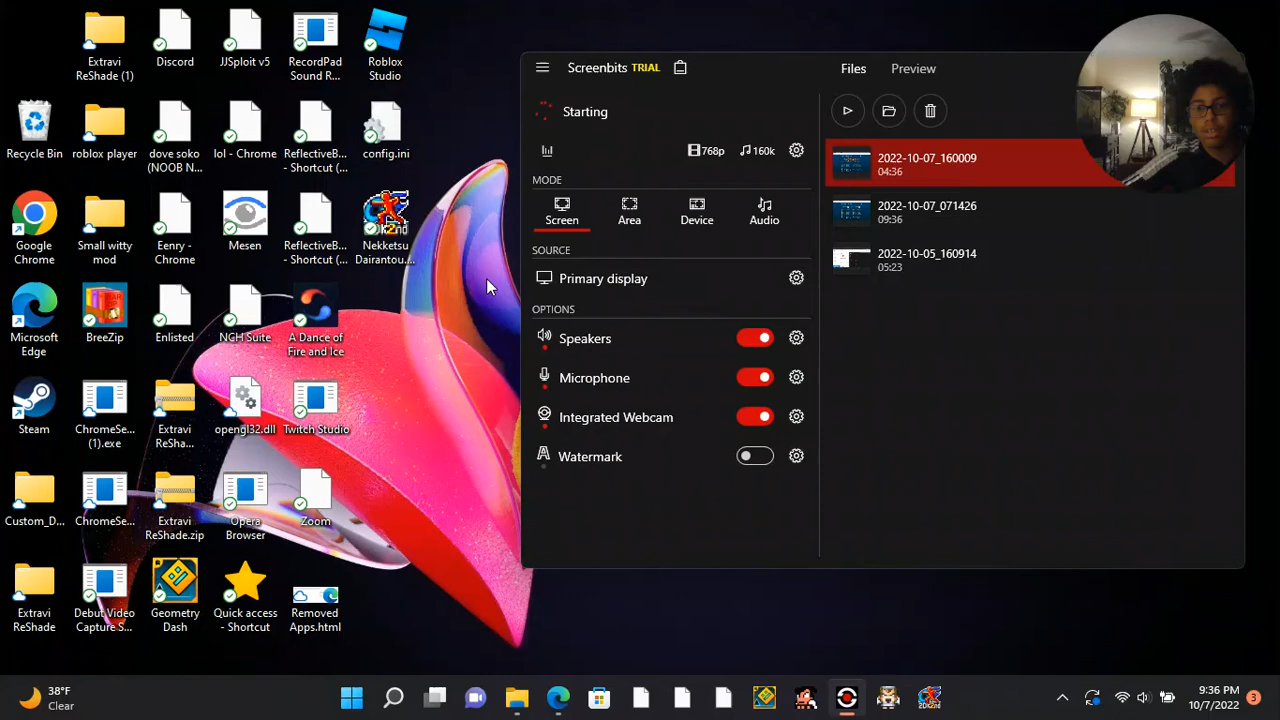 Extravi
ReShade (1)
Discord
JJSploit v5
RecordPad
Sound R...
Roblox
Studio
Recycle Bin
roblox player
dove soko
(NOOB N...
lol - Chrome
ReflectiveB...
- Shortcut (...
config.ini
Google
Chrome
Small witty
mod
Eenry -
Chrome
Mesen
ReflectiveB...
- Shortcut (...
Nekketsu
Dairantou...
Microsoft
Edge
BreeZip
Enlisted
NCH Suite
A Dance of
Fire and Ice
Steam
ChromeSe...
(1).exe
Extravi
ReSha...
opengl32.dll
Twitch Studio
Custom_D...
ChromeSe...
Extravi
ReShade.zip
Opera
Browser
Zoom
Extravi
ReShade
Debut Video
Capture S...
Geometry
Dash
Quick access
- Shortcut
Removed
Apps.html
Screenbits TRIAL
Starting
768p
160k
MODE
Screen
Area
Device
Audio
SOURCE
Primary display
OPTIONS
Speakers
Microphone
Integrated Webcam
Watermark
Files
Preview
2022-10-07_160009
04:36
2022-10-07_071426
09:36
2022-10-05_160914
05:23
38°F
Clear
9:36 PM
10/7/2022
3